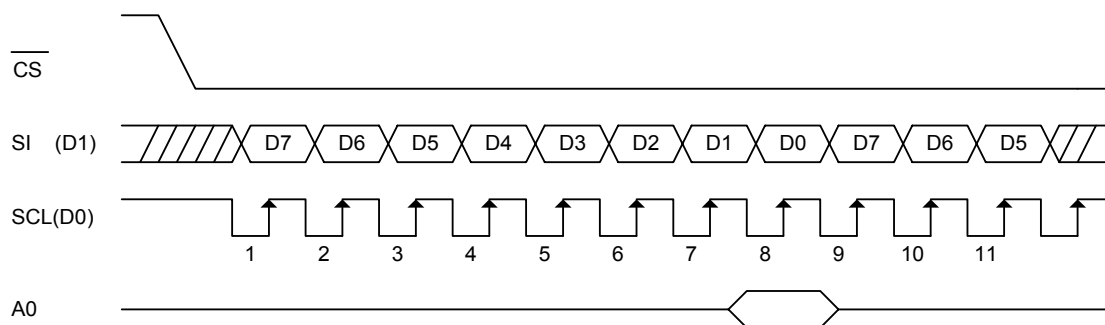 CS
SI (D1) D7 D6 D5 D4 D3 D2 D1 D0 D7 D6 D5
SCL(D0)
1 2 3 4 5 6 7 8 9 10 11
A0